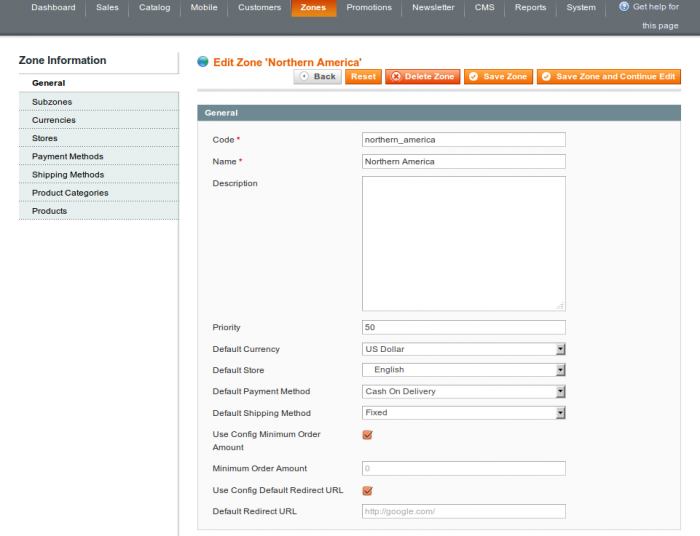 Dashboard Sales Catalog Mobile Customers Zones Promotions Newsletter CMS Reports System Get help for
this page
Zone Information
General
Subzones
Currencies
Stores
Payment Methods
Shipping Methods
Product Categories
Products
Edit Zone 'Northern America'
Back Reset Delete Zone Save Zone Save Zone and Continue Edit
General
Code * northern_america
Name * Northern America
Description
Priority 50
Default Currency US Dollar
Default Store English
Default Payment Method Cash On Delivery
Default Shipping Method Fixed
Use Config Minimum Order
Amount
Minimum Order Amount 0
Use Config Default Redirect URL
Default Redirect URL http://google.com/